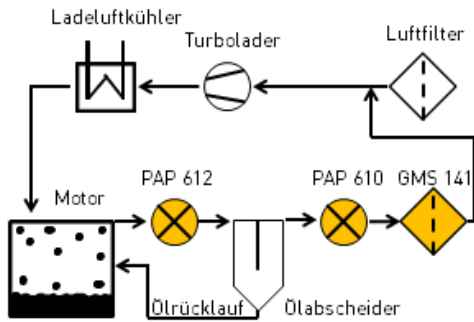 Ladeluftkühler
Turbolader
Luftfilter
Motor
PAP 612
PAP 610
GMS 141
Ölrücklauf
Ölabscheider